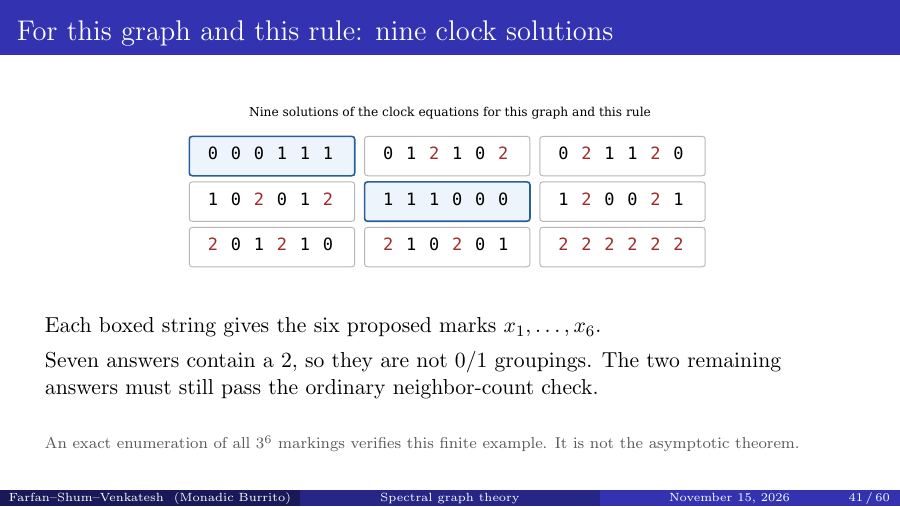 For this graph and this rule: nine clock solutions
Nine solutions of the clock equations for this graph and this rule
0 0 0 1 1 1
0 1 2 1 0 2
0 2 1 1 2 0
1 0 2 0 1 2
1 1 1 0 0 0
1 2 0 0 2 1
2 0 1 2 1 0
2 1 0 2 0 1
2 2 2 2 2 2
Each boxed string gives the six proposed marks x₁, . . . , x₆.
Seven answers contain a 2, so they are not 0/1 groupings. The two remaining
answers must still pass the ordinary neighbor-count check.
An exact enumeration of all 3⁶ markings verifies this finite example. It is not the asymptotic theorem.
Farfan–Shum–Venkatesh (Monadic Burrito)
Spectral graph theory
November 15, 2026
41 / 60